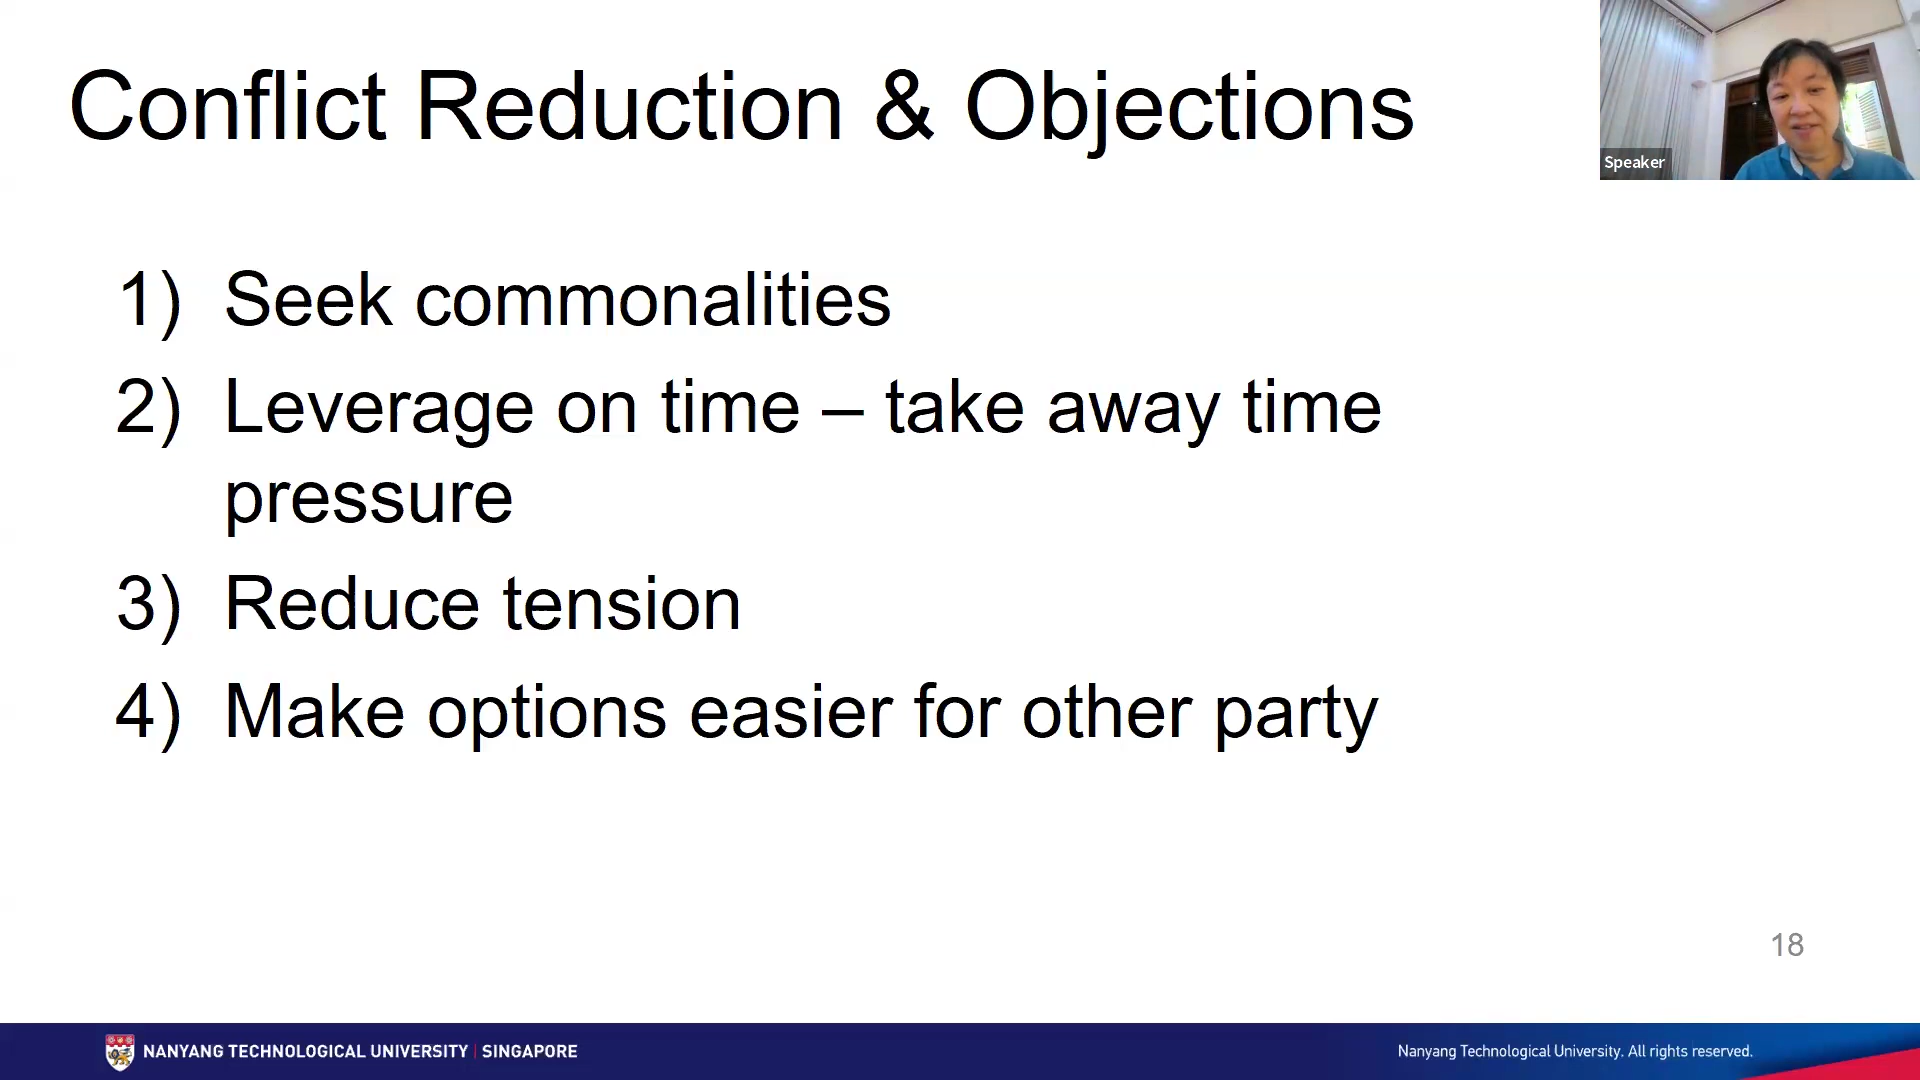 Conflict Reduction & Objections
Speaker
1) Seek commonalities
2) Leverage on time – take away time
pressure
3) Reduce tension
4) Make options easier for other party
18
NANYANG TECHNOLOGICAL UNIVERSITY | SINGAPORE
Nanyang Technological University. All rights reserved.